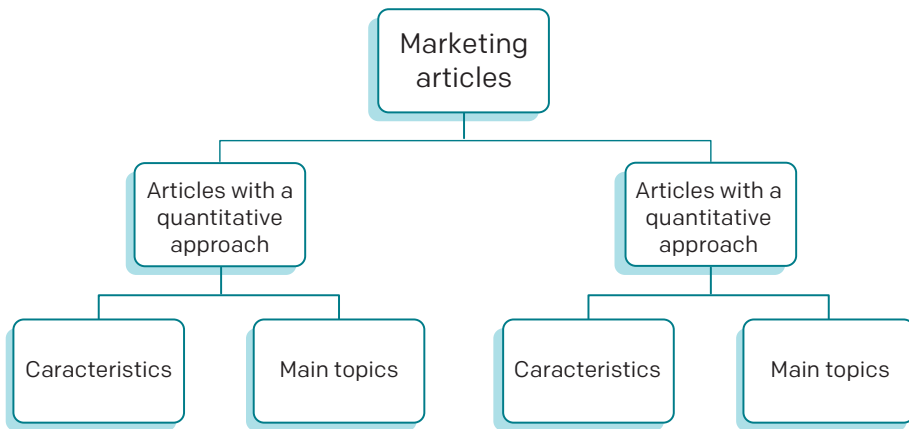 Marketing
articles
Articles with a
quantitative
approach
Articles with a
quantitative
approach
Caracteristics
Main topics
Caracteristics
Main topics